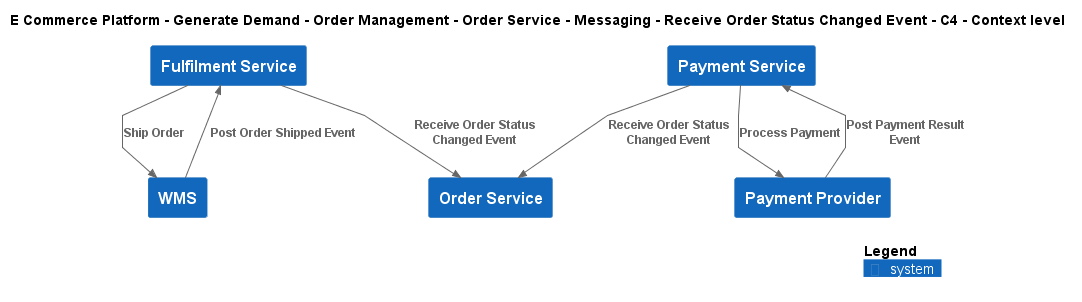 E Commerce Platform - Generate Demand - Order Management - Order Service - Messaging - Receive Order Status Changed Event - C4 - Context level
Fulfilment Service
Payment Service
Ship Order
Post Order Shipped Event
Receive Order Status
Changed Event
Receive Order Status
Changed Event
Process Payment
Post Payment Result
Event
WMS
Order Service
Payment Provider
Legend
system